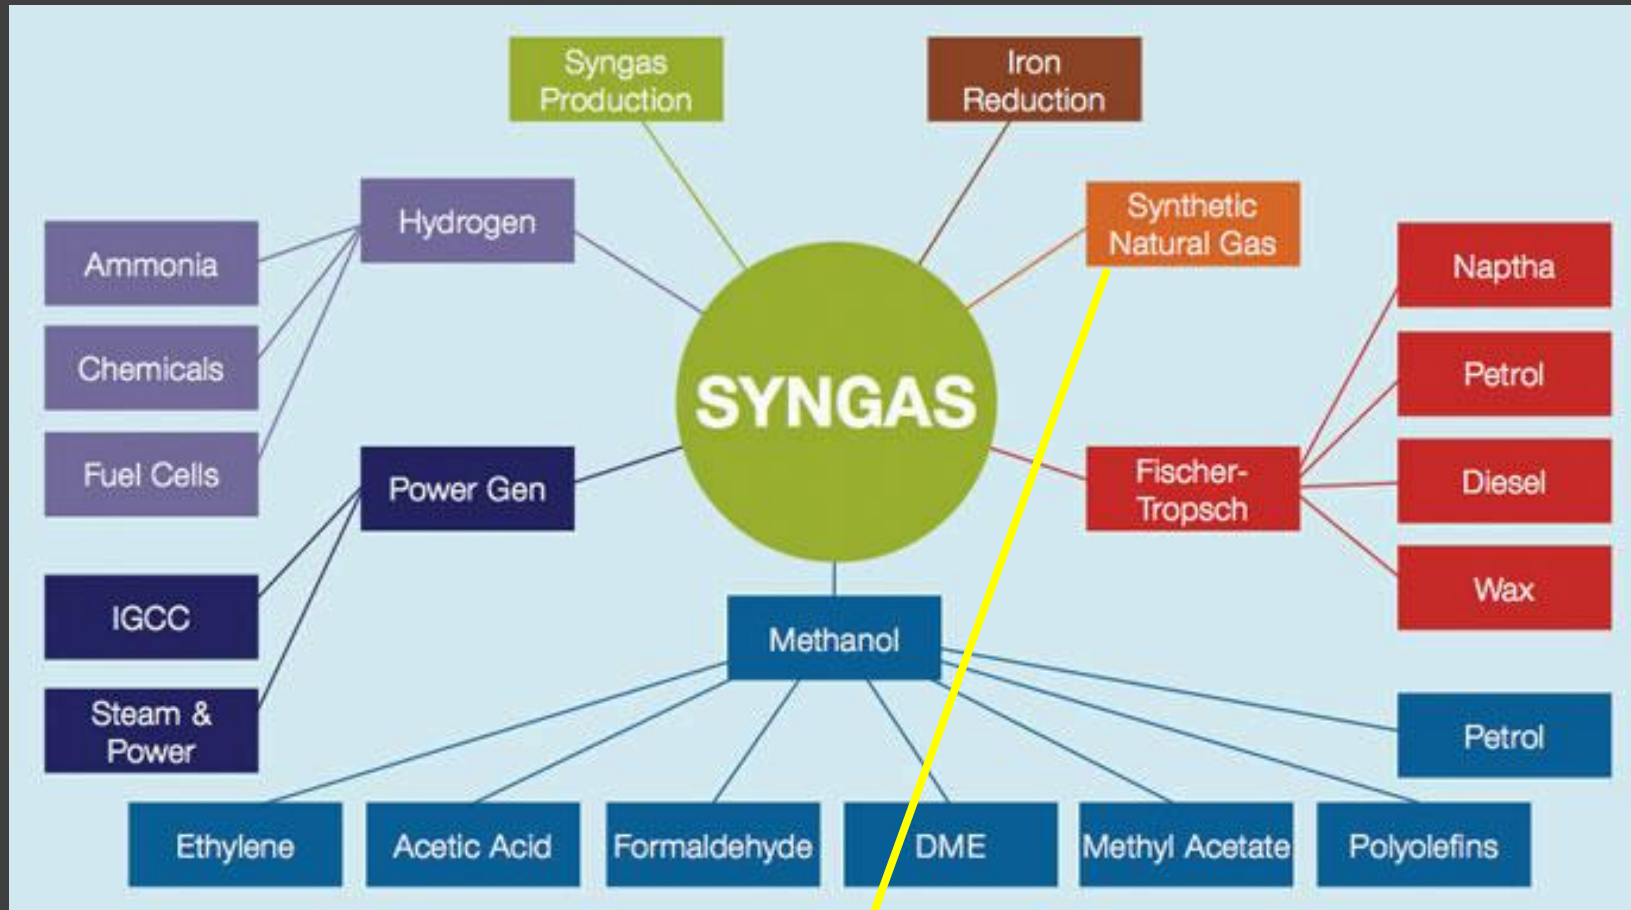 Syngas
Production
Iron
Reduction
Hydrogen
Synthetic
Natural Gas
Ammonia
Naptha
Chemicals
Petrol
SYNGAS
Fuel Cells
Power Gen
Fischer-
Tropsch
Diesel
IGCC
Wax
Methanol
Steam &
Power
Petrol
Ethylene
Acetic Acid
Formaldehyde
DME
Methyl Acetate
Polyolefins